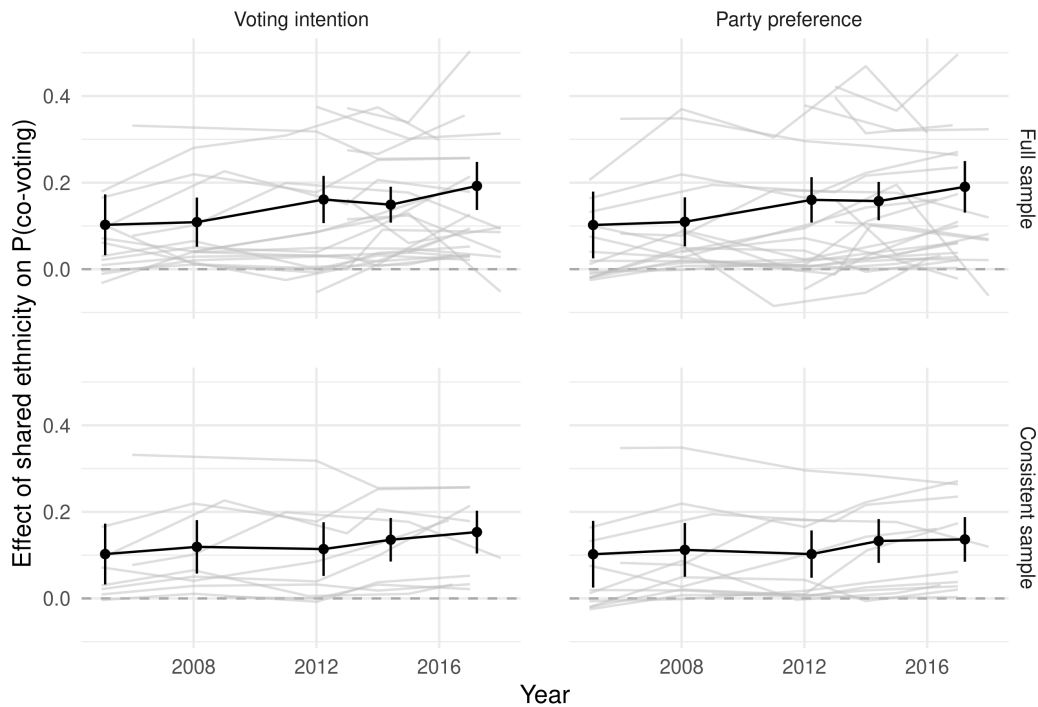 Voting intention
Party preference
Effect of shared ethnicity on P(co-voting)
0.4
0.2
0.0
Full sample
0.4
0.2
0.0
Consistent sample
2008
2012
2016
2008
2012
2016
Year